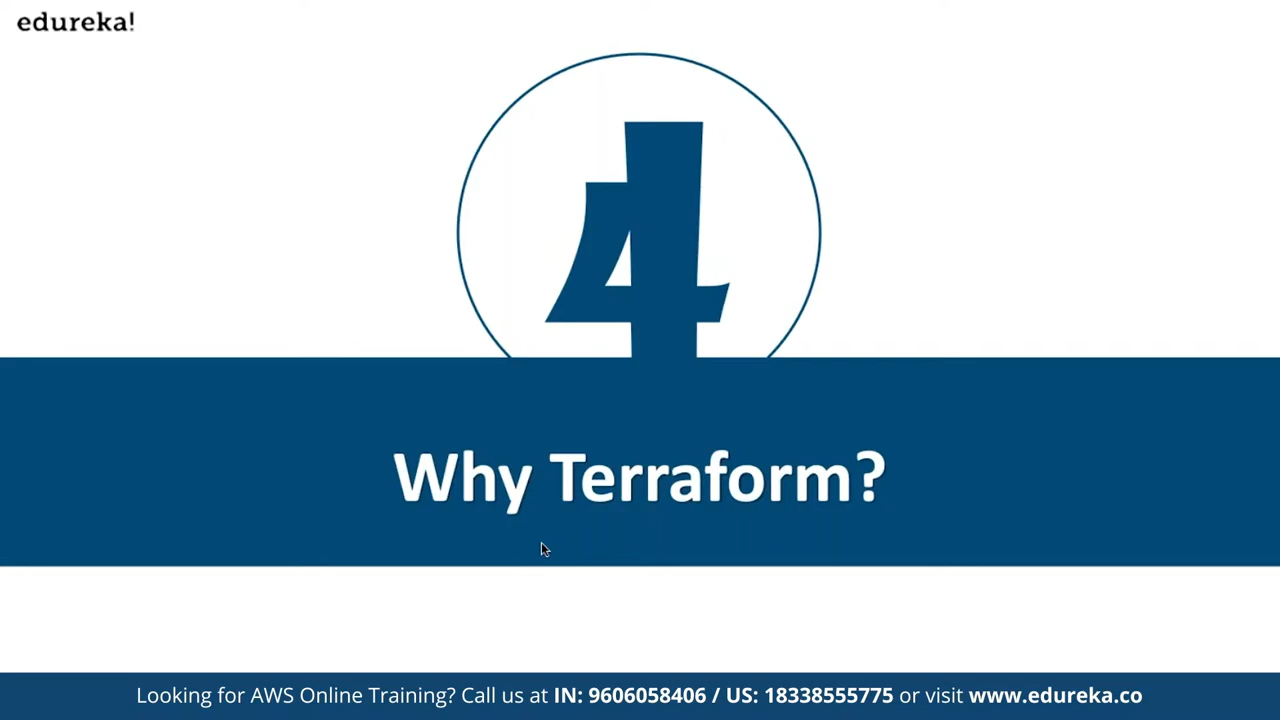 edureka!
4
Why Terraform?
Looking for AWS Online Training? Call us at IN: 9606058406 / US: 18338555775 or visit www.edureka.co